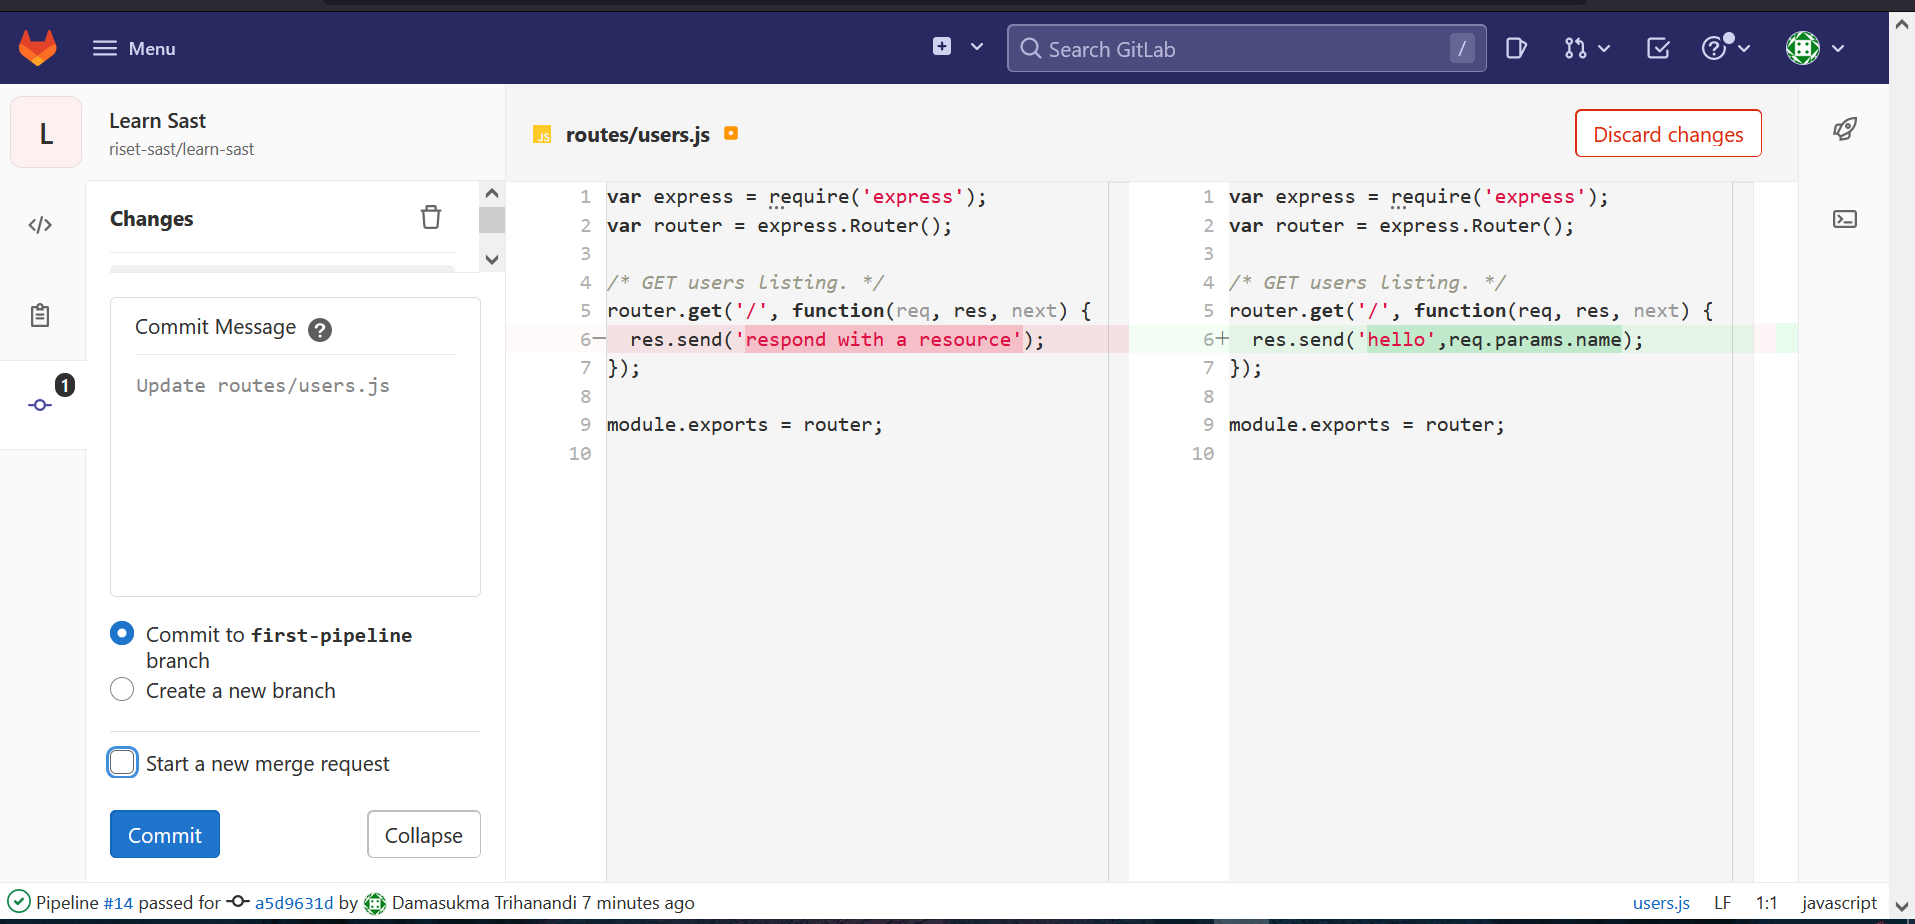 Menu
Search GitLab
/
L
Learn Sast
riset-sast/learn-sast
Changes
Commit Message
Update routes/users.js
1
Commit to first-pipeline
branch
Create a new branch
Start a new merge request
Commit
Collapse
JS
routes/users.js
Discard changes
1 var express = require('express');
2 var router = express.Router();
3
4 /* GET users listing. */
5 router.get('/', function(req, res, next) {
6− res.send('respond with a resource');
7 });
8
9 module.exports = router;
10
1 var express = require('express');
2 var router = express.Router();
3
4 /* GET users listing. */
5 router.get('/', function(req, res, next) {
6+ res.send('hello',req.params.name);
7 });
8
9 module.exports = router;
10
Pipeline #14 passed for a5d9631d by Damasukma Trihanandi 7 minutes ago
users.js LF 1:1 javascript